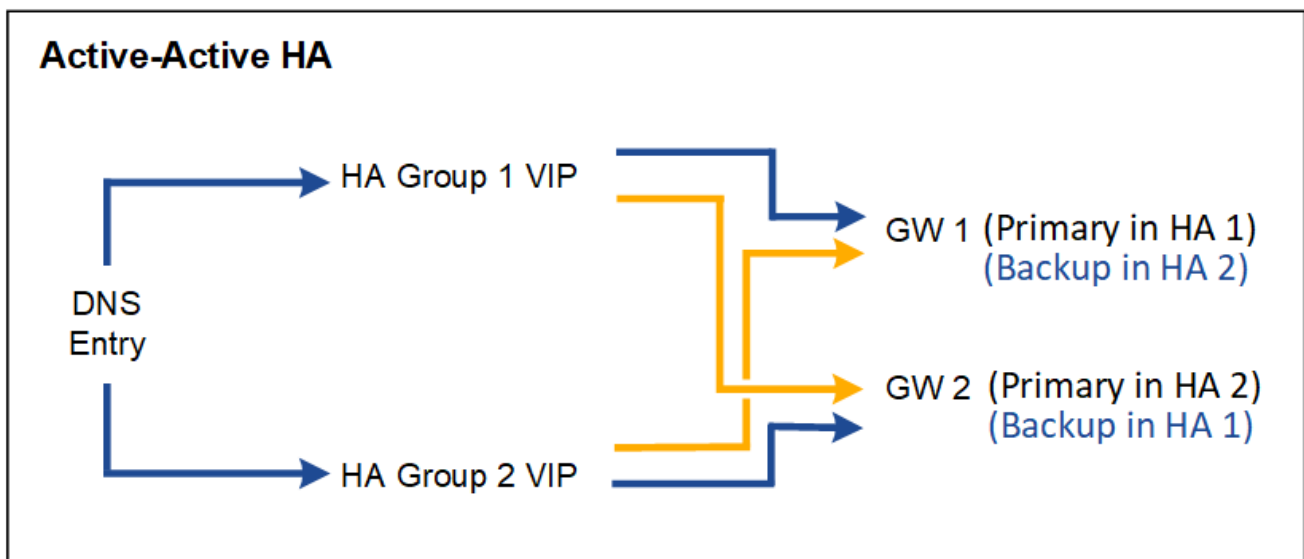 Active-Active HA
HA Group 1 VIP
GW 1 (Primary in HA 1)
(Backup in HA 2)
DNS
Entry
GW 2 (Primary in HA 2)
(Backup in HA 1)
HA Group 2 VIP